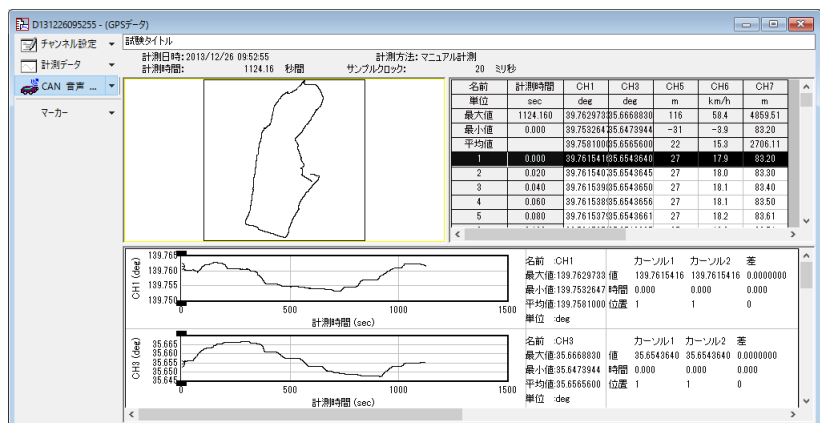 D131226095255 - (GPSデータ)
チャンネル設定
計測データ
CAN 音声 ...
マーカー
試験タイトル
計測日時:2013/12/26 09:52:55 計測方法:マニュアル計測
計測時間: 1124.16 秒間 サンプルクロック: 20 ミリ秒
名前 計測時間 CH1 CH3 CH5 CH6 CH7
単位 sec deg deg m km/h m
最大値 1124.160 39.7629733 35.6668830 116 58.4 4859.51
最小値 0.000 39.7532647 35.6473944 -31 -3.9 83.20
平均値 39.7581000 35.6565600 22 15.3 2706.11
1 0.000 39.7615416 35.6543640 27 17.9 83.20
2 0.020 39.7615407 35.6543645 27 18.0 83.30
3 0.040 39.7615398 35.6543650 27 18.1 83.40
4 0.060 39.7615389 35.6543656 27 18.1 83.50
5 0.080 39.7615379 35.6543661 27 18.2 83.61
CH1 (deg)
139.765
139.760
139.755
139.750
500 1000 1500
計測時間 (sec)
名前 :CH1 カーソル1 カーソル2 差
最大値:139.7629733 値 139.7615416 139.7615416 0.0000000
最小値:139.7532647 時間 0.000 0.000 0.000
平均値:139.7581000 位置 1 1 0
単位 :deg
CH3 (deg)
35.665
35.660
35.655
35.650
35.645
500 1000 1500
計測時間 (sec)
名前 :CH3 カーソル1 カーソル2 差
最大値:35.6668830 値 35.6543640 35.6543640 0.0000000
最小値:35.6473944 時間 0.000 0.000 0.000
平均値:35.6565600 位置 1 1 0
単位 :deg